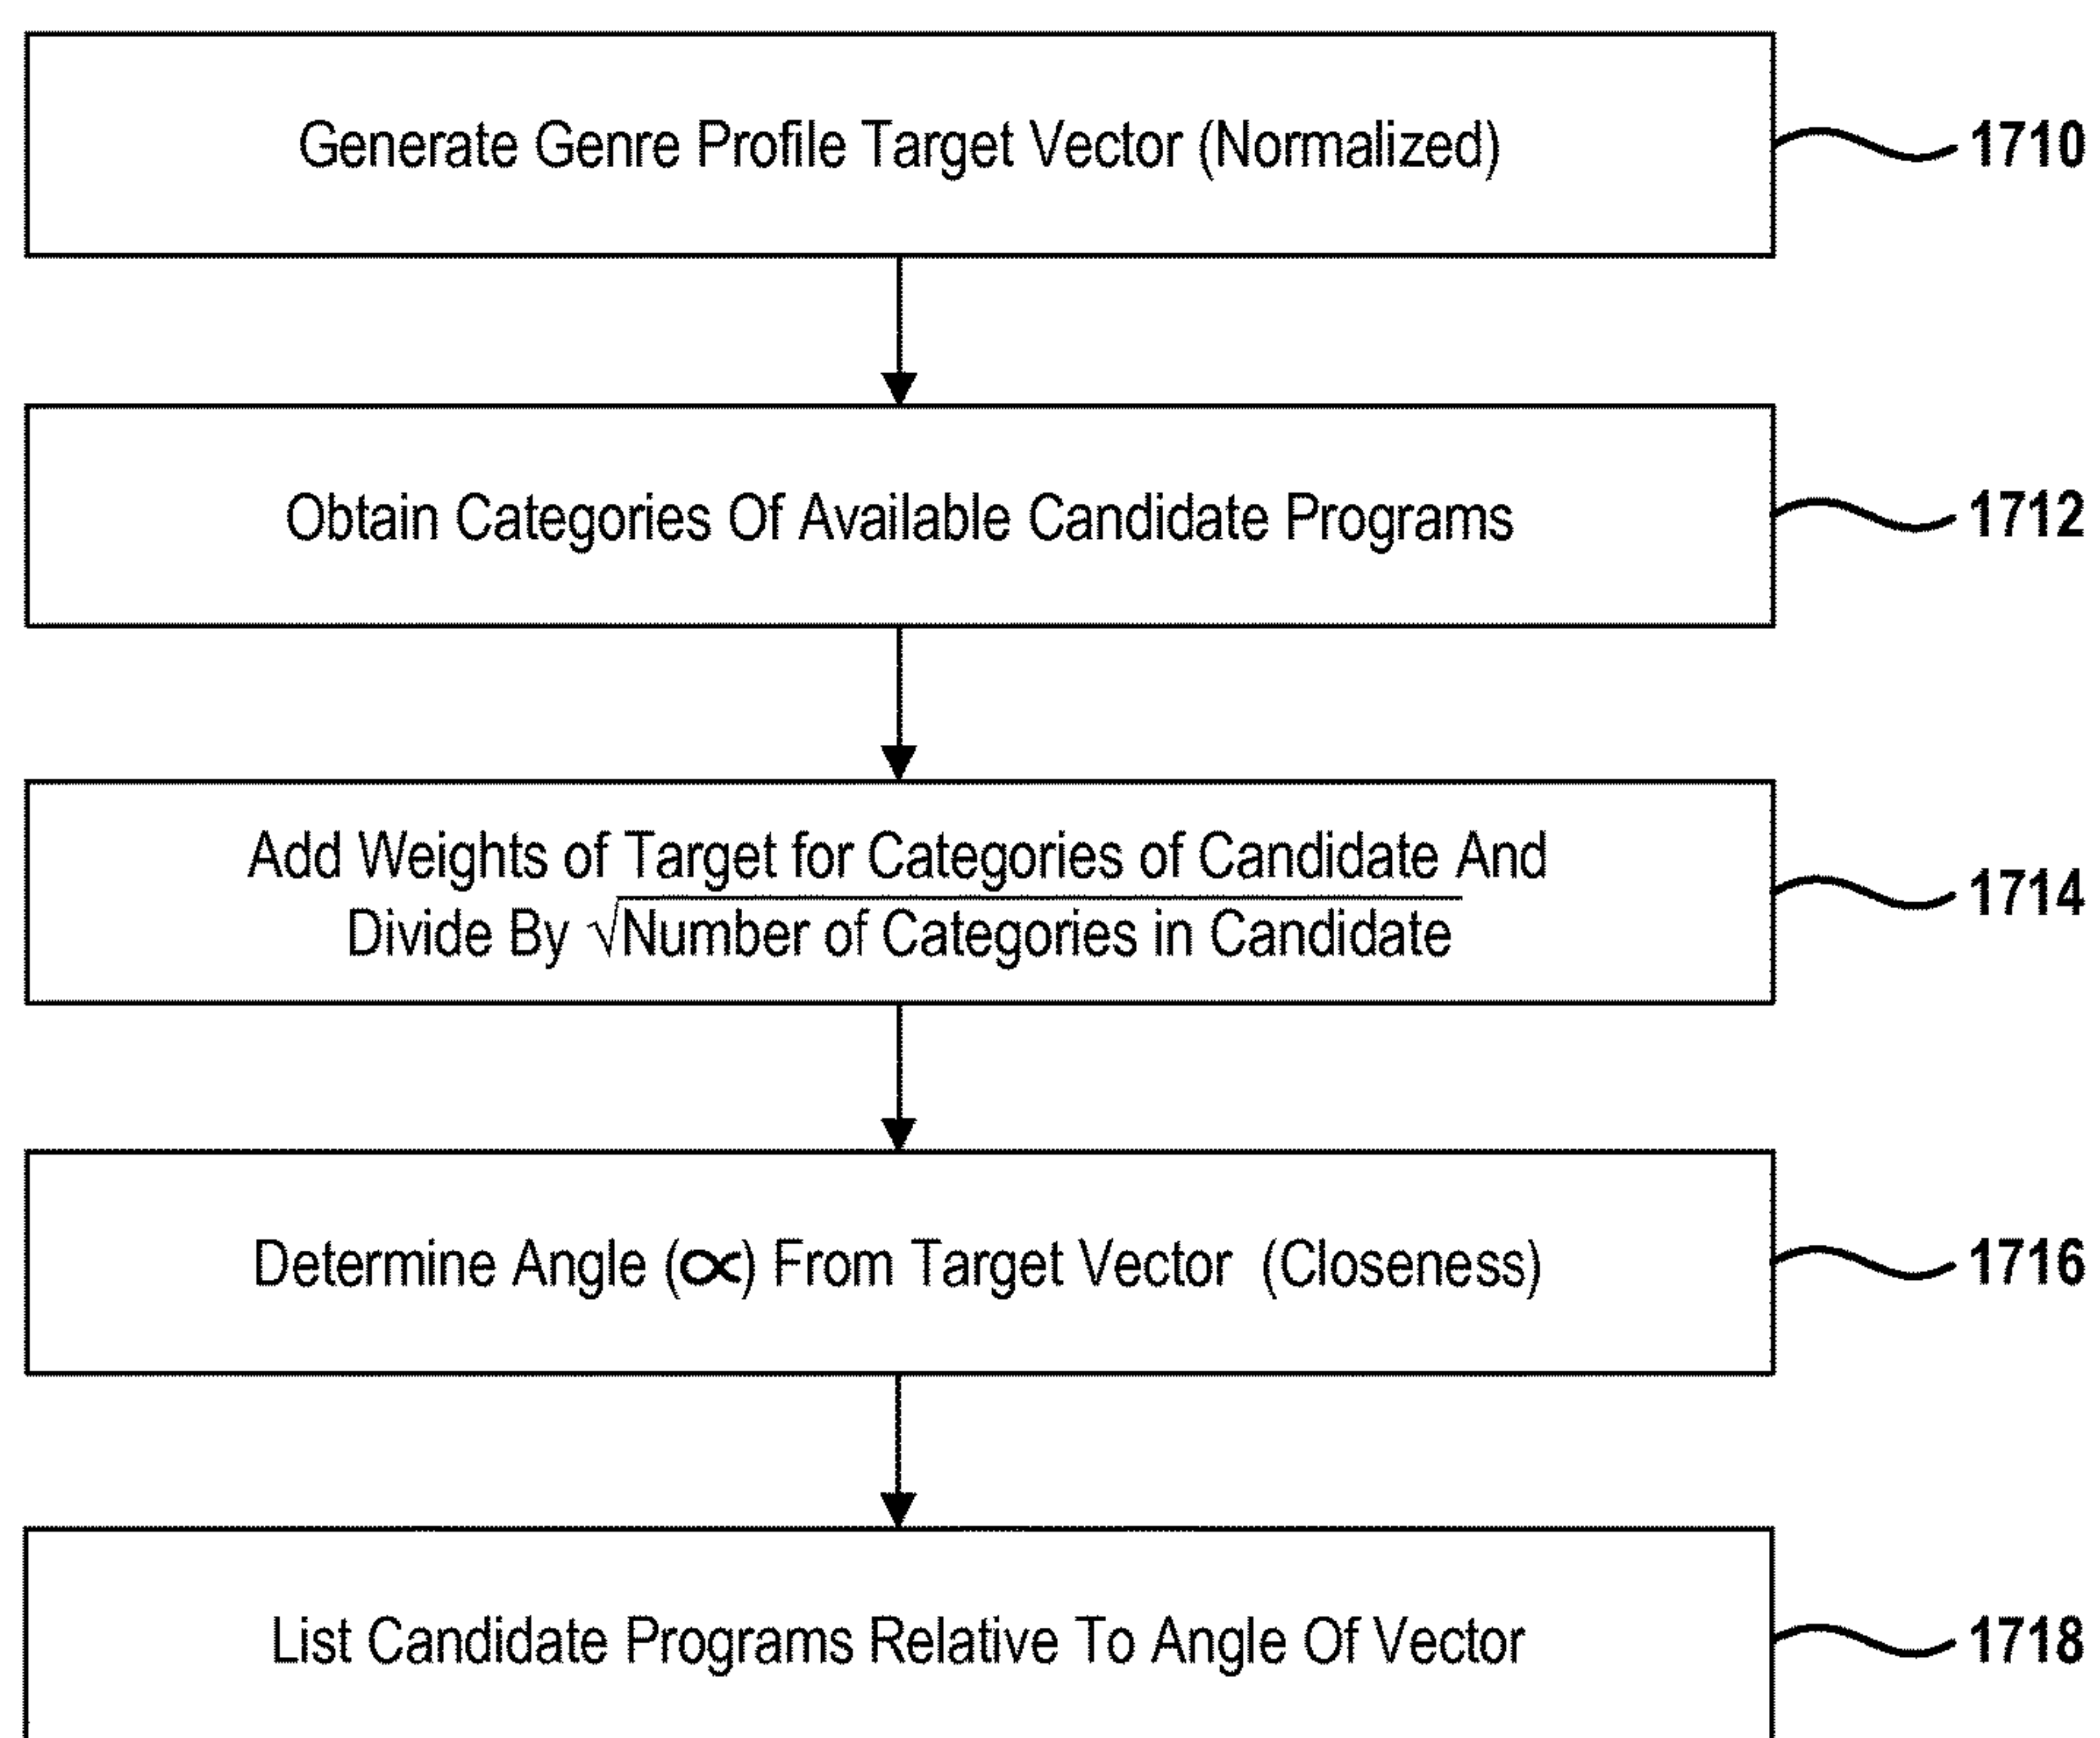 Generate Genre Profile Target Vector (Normalized)
1710
Obtain Categories Of Available Candidate Programs
1712
Add Weights of Target for Categories of Candidate And
Divide By √Number of Categories in Candidate
1714
Determine Angle (∝) From Target Vector (Closeness)
1716
List Candidate Programs Relative To Angle Of Vector
1718